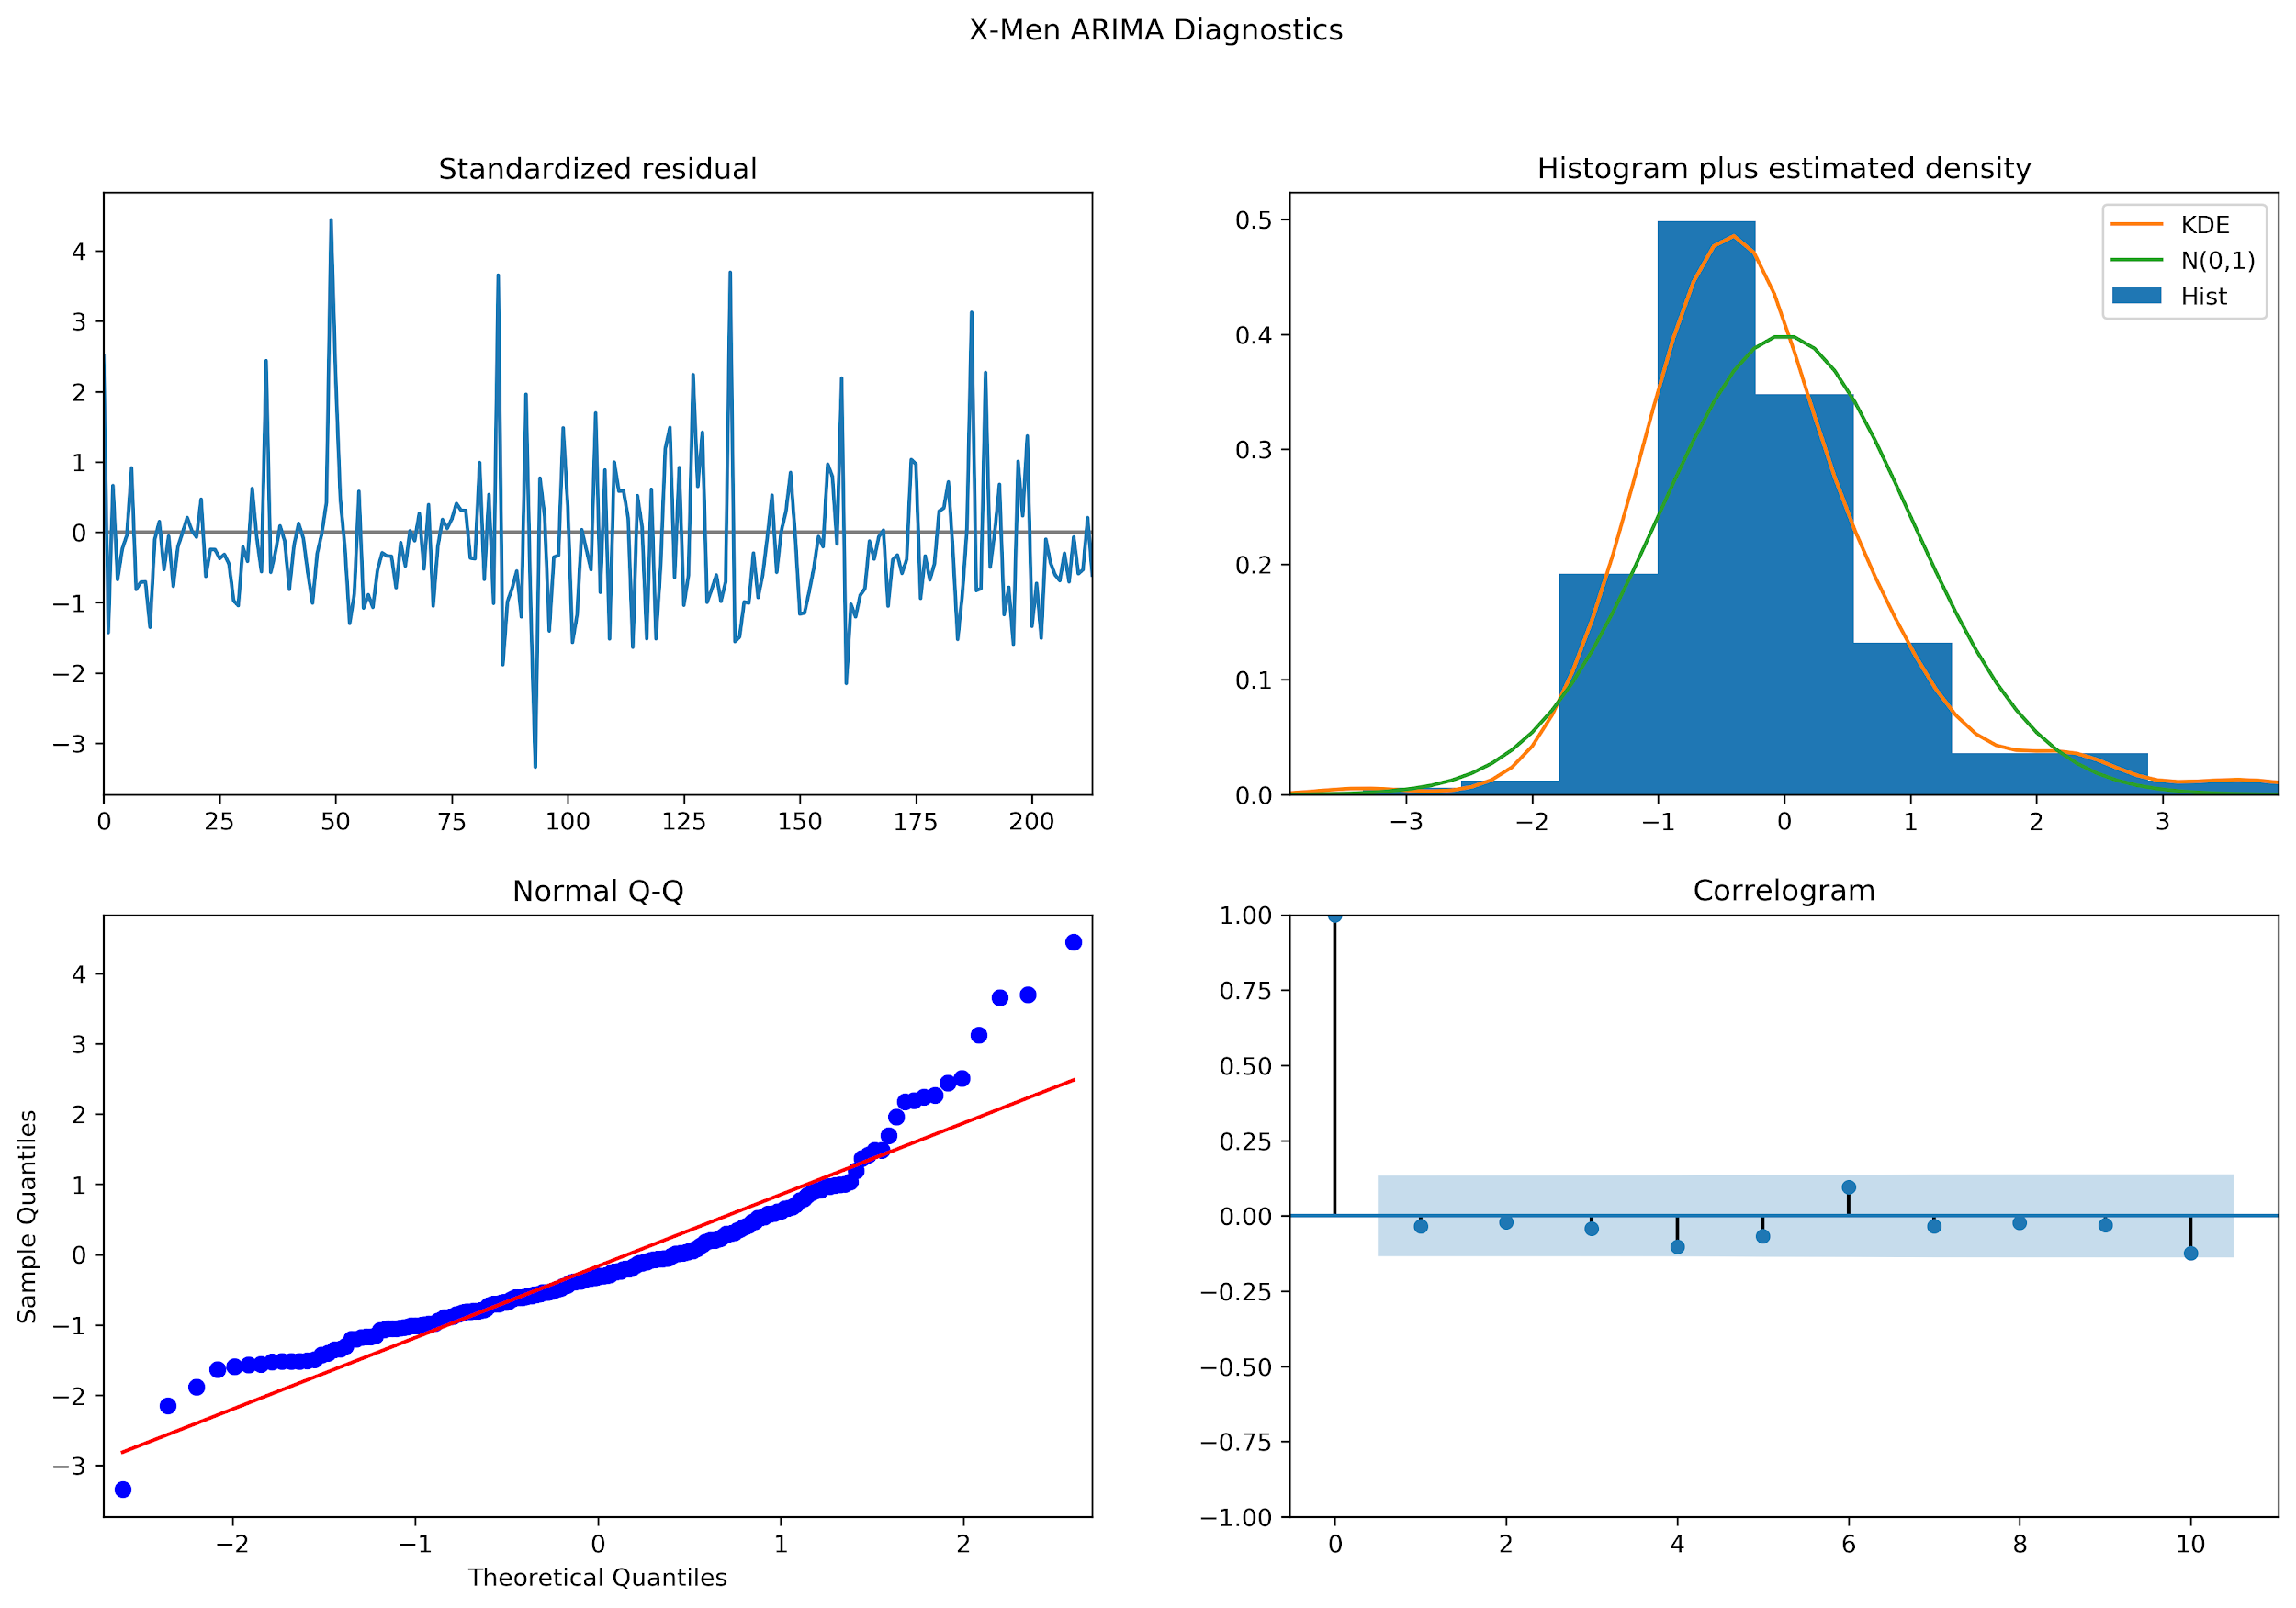 X-Men ARIMA Diagnostics
Standardized residual
4
3
2
1
0
−1
−2
−3
0 25 50 75 100 125 150 175 200
Histogram plus estimated density
0.5
0.4
0.3
0.2
0.1
0.0
KDE
N(0,1)
Hist
−3 −2 −1 0 1 2 3
Normal Q-Q
Sample Quantiles
4
3
2
1
0
−1
−2
−3
−2 −1 0 1 2
Theoretical Quantiles
Correlogram
1.00
0.75
0.50
0.25
0.00
−0.25
−0.50
−0.75
−1.00
0 2 4 6 8 10